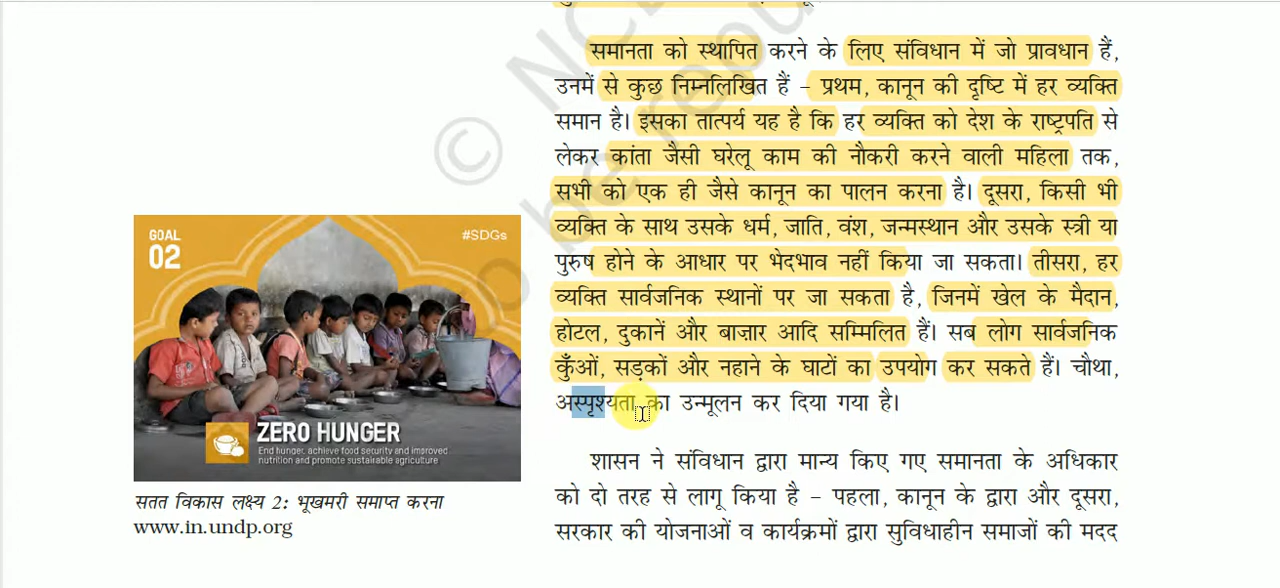 समानता को स्थापित करने के लिए संविधान में जो प्रावधान हैं,
उनमें से कुछ निम्नलिखित हैं – प्रथम, कानून की दृष्टि में हर व्यक्ति
समान है। इसका तात्पर्य यह है कि हर व्यक्ति को देश के राष्ट्रपति से
लेकर कांता जैसी घरेलू काम की नौकरी करने वाली महिला तक,
सभी को एक ही जैसे कानून का पालन करना है। दूसरा, किसी भी
व्यक्ति के साथ उसके धर्म, जाति, वंश, जन्मस्थान और उसके स्त्री या
पुरुष होने के आधार पर भेदभाव नहीं किया जा सकता। तीसरा, हर
व्यक्ति सार्वजनिक स्थानों पर जा सकता है, जिनमें खेल के मैदान,
होटल, दुकानें और बाज़ार आदि सम्मिलित हैं। सब लोग सार्वजनिक
कुँओं, सड़कों और नहाने के घाटों का उपयोग कर सकते हैं। चौथा,
अस्पृश्यता का उन्मूलन कर दिया गया है।
शासन ने संविधान द्वारा मान्य किए गए समानता के अधिकार
को दो तरह से लागू किया है – पहला, कानून के द्वारा और दूसरा,
सरकार की योजनाओं व कार्यक्रमों द्वारा सुविधाहीन समाजों की मदद
GOAL
02
#SDGs
ZERO HUNGER
End hunger, achieve food security and improved
nutrition and promote sustainable agriculture
सतत विकास लक्ष्य 2: भूखमरी समाप्त करना
www.in.undp.org
© NC
o be repu